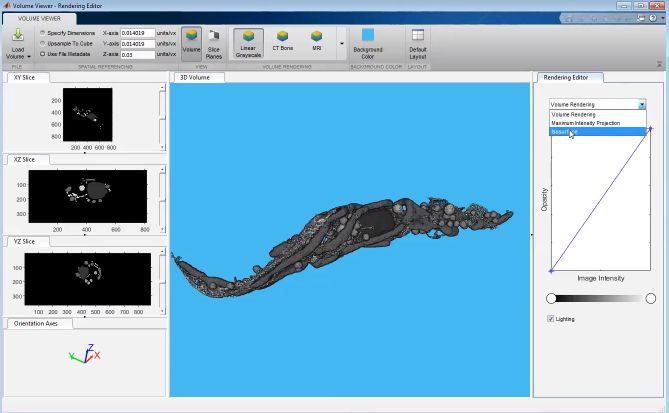 Volume Viewer - Rendering Editor
VOLUME VIEWER
Load Volume
Specify Dimensions
Upsample To Cube
Use File Metadata
X-axis 0.014019 units/vx
Y-axis 0.014019 units/vx
Z-axis 0.03 units/vx
Volume
Slice Planes
Linear Grayscale
CT Bone
MRI
Background Color
Default Layout
FILE
SPATIAL REFERENCING
VIEW
VOLUME RENDERING
BACKGROUND COLOR
LAYOUT
XY Slice
200
400
600
800
200 400 600 800
XZ Slice
100
200
300
200 400 600 800
YZ Slice
100
200
300
100 200 300 400 500 600 700 800
Orientation Axes
Z
Y
X
3D Volume
Rendering Editor
Volume Rendering
Volume Rendering
Maximum Intensity Projection
Opacity
Image Intensity
Lighting